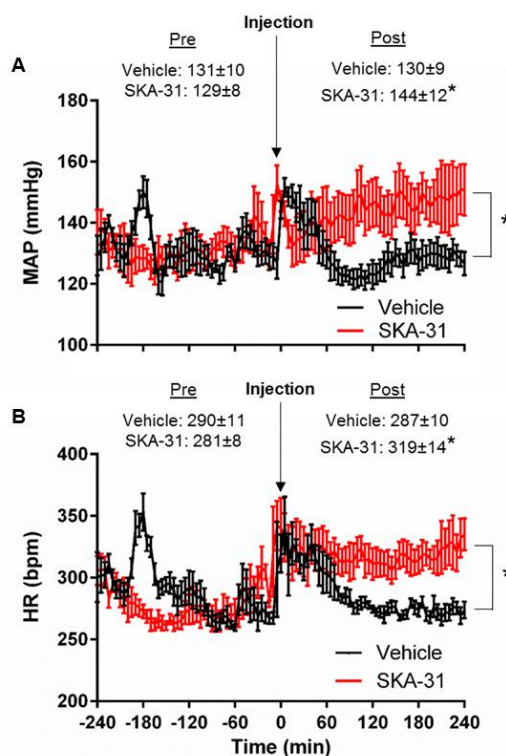 Injection
Pre Post
A
Vehicle: 131±10 Vehicle: 130±9
SKA-31: 129±8 SKA-31: 144±12*
180
160
140
120
100
MAP (mmHg)
*
Vehicle
SKA-31
Pre Injection Post
B
Vehicle: 290±11 Vehicle: 287±10
SKA-31: 281±8 SKA-31: 319±14*
400
350
300
250
200
HR (bpm)
*
Vehicle
SKA-31
-240 -180 -120 -60 0 60 120 180 240
Time (min)